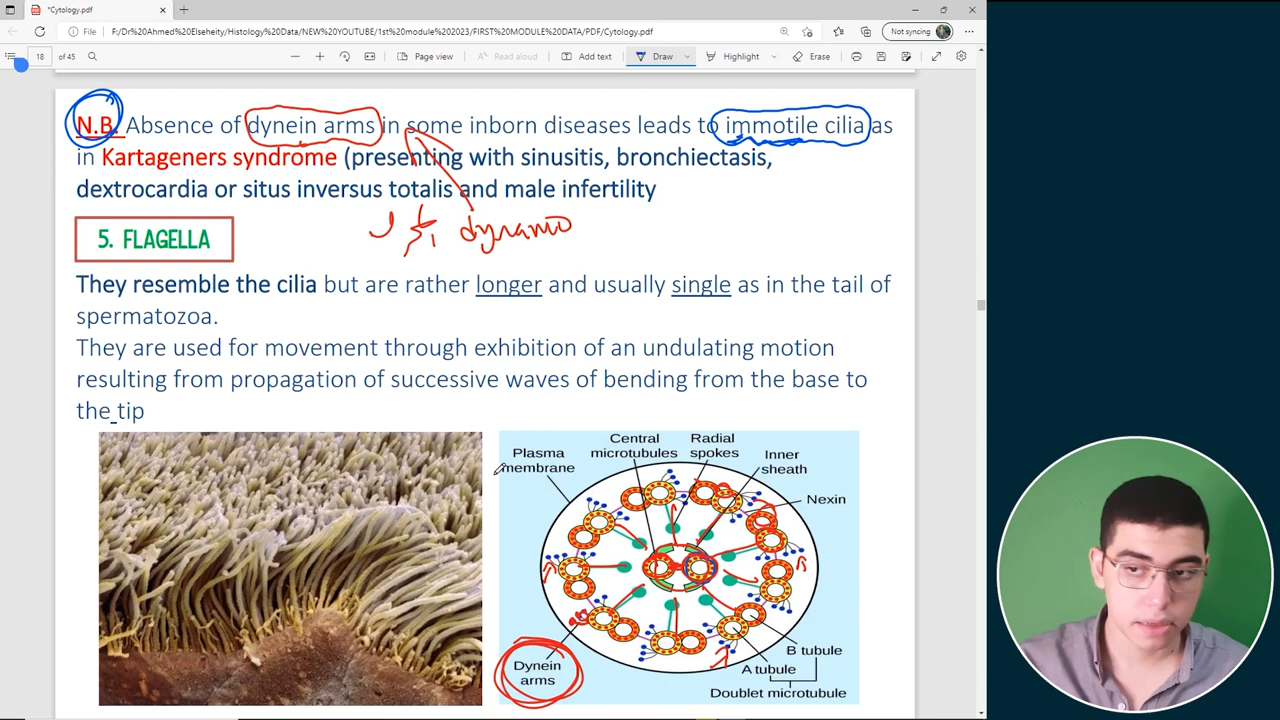 *Cytology.pdf
File
F:/Dr%20Ahmed%20Elseheity/Histology%20Data/NEW%20YOUTUBE/1st%20module%202023/FIRST%20MODULE%20DATA/PDF/Cytology.pdf
Not syncing
18 of 45
Page view
Read aloud
Add text
Draw
Highlight
Erase
N.B. Absence of dynein arms in some inborn diseases leads to immotile cilia as
in Kartageners syndrome (presenting with sinusitis, bronchiectasis,
dextrocardia or situs inversus totalis and male infertility
dynamo
5. FLAGELLA
They resemble the cilia but are rather longer and usually single as in the tail of
spermatozoa.
They are used for movement through exhibition of an undulating motion
resulting from propagation of successive waves of bending from the base to
the tip
Central
microtubules
Radial
spokes
Plasma
membrane
Inner
sheath
Nexin
Dynein
arms
B tubule
A tubule
Doublet microtubule